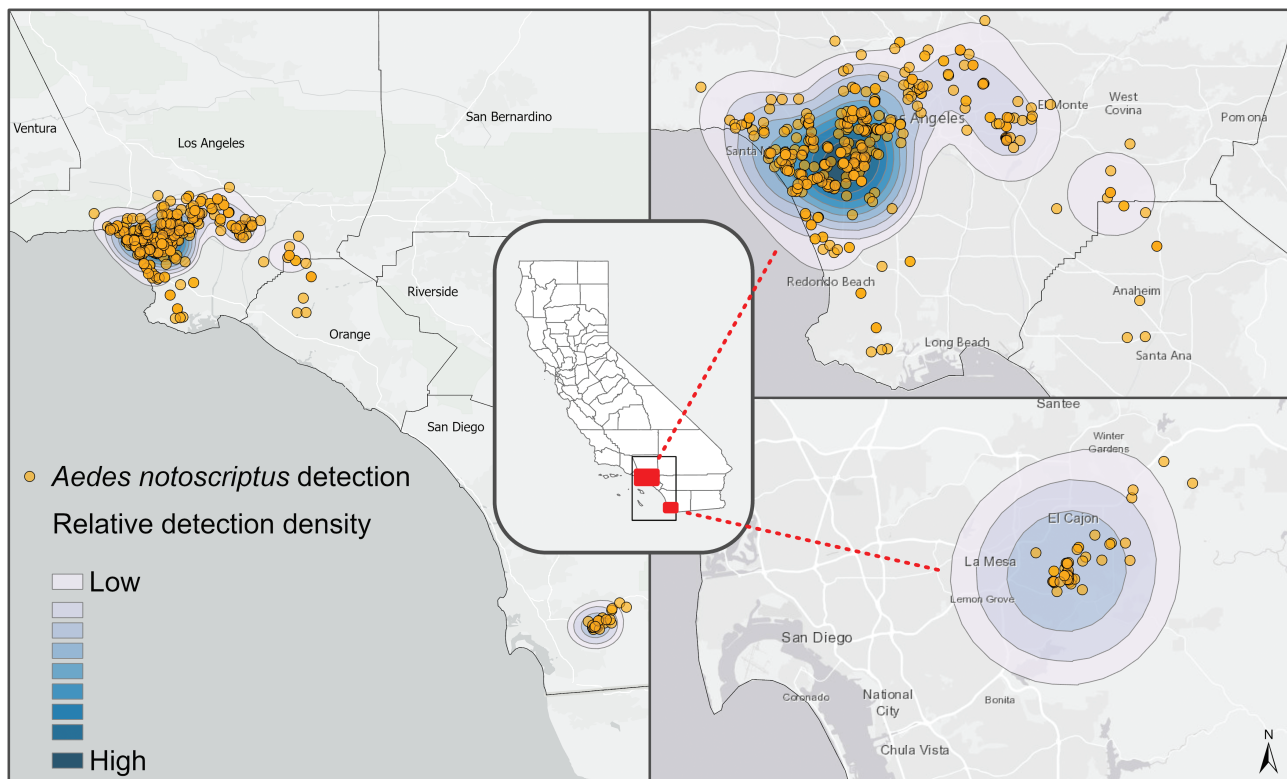 Ventura
Los Angeles
San Bernardino
Riverside
Orange
San Diego
Aedes notoscriptus detection
Relative detection density
Low
High
El Monte
West
Covina
Pomona
Los Angeles
Redondo Beach
Anaheim
Long Beach
Santa Ana
Santee
Winter
Gardens
El Cajon
La Mesa
Lemon Grove
San Diego
Coronado
National
City
Bonita
Chula Vista
N